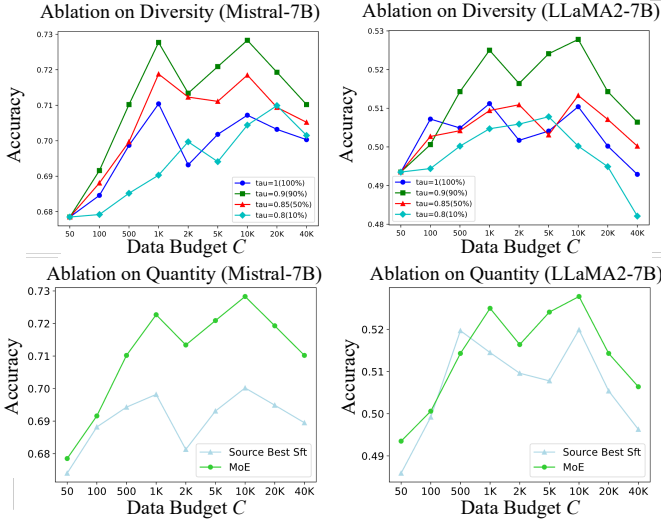 Ablation on Diversity (Mistral-7B)
0.73
0.72
0.71
0.70
0.69
0.68
Accuracy
tau=1(100%)
tau=0.9(90%)
tau=0.85(50%)
tau=0.8(10%)
50 100 500 1K 2K 5K 10K 20K 40K
Data Budget C
Ablation on Diversity (LLaMA2-7B)
0.53
0.52
0.51
0.50
0.49
0.48
Accuracy
tau=1(100%)
tau=0.9(90%)
tau=0.85(50%)
tau=0.8(10%)
50 100 500 1K 2K 5K 10K 20K 40K
Data Budget C
Ablation on Quantity (Mistral-7B)
0.73
0.72
0.71
0.70
0.69
0.68
Accuracy
Source Best Sft
MoE
50 100 500 1K 2K 5K 10K 20K 40K
Data Budget C
Ablation on Quantity (LLaMA2-7B)
0.52
0.51
0.50
0.49
Accuracy
Source Best Sft
MoE
50 100 500 1K 2K 5K 10K 20K 40K
Data Budget C